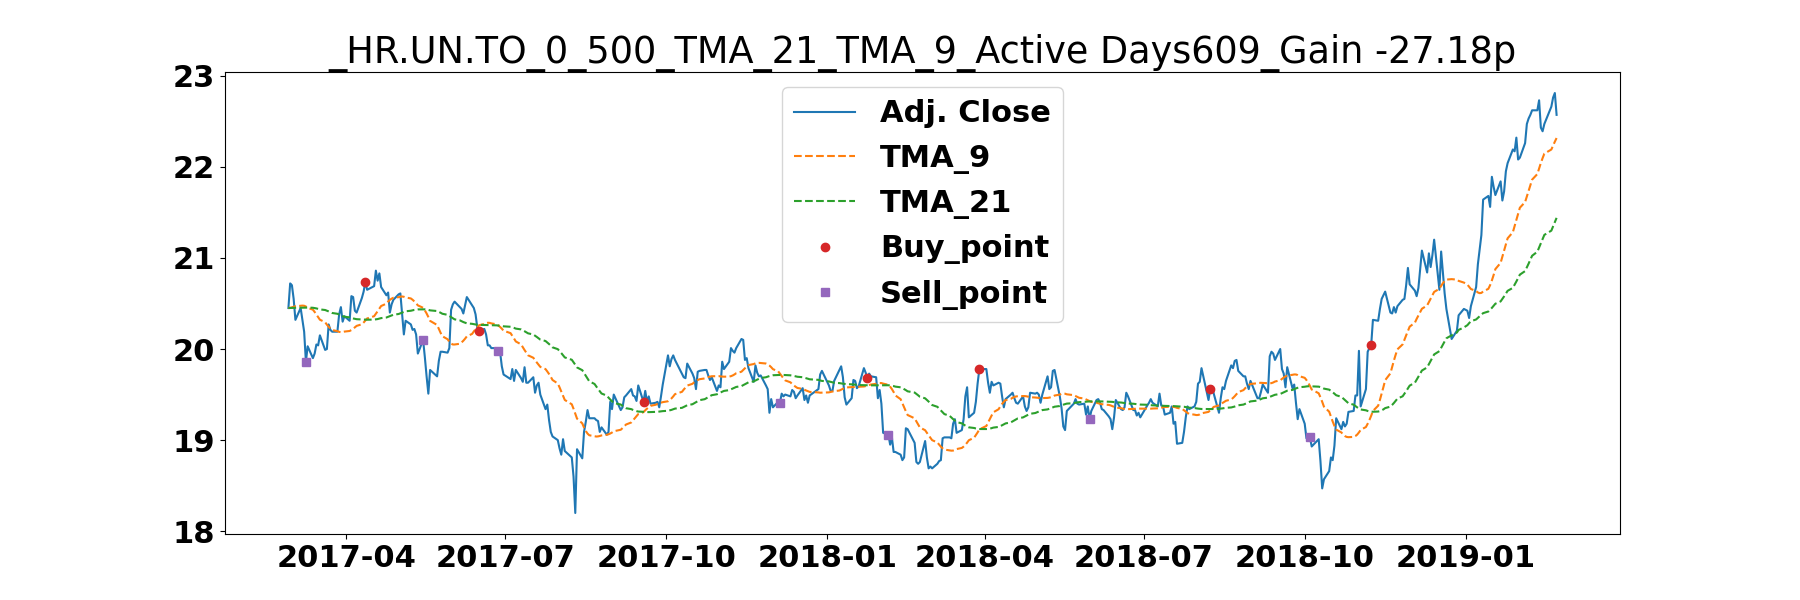 _HR.UN.TO_0_500_TMA_21_TMA_9_Active Days609_Gain -27.18p
23
22
21
20
19
18
Adj. Close
TMA_9
TMA_21
Buy_point
Sell_point
2017-04 2017-07 2017-10 2018-01 2018-04 2018-07 2018-10 2019-01